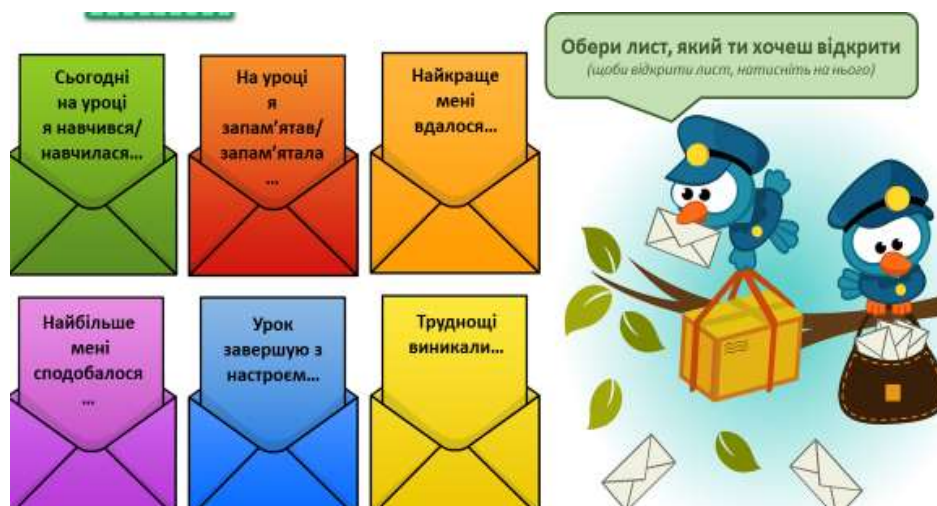 Сьогодні
на уроці
я навчився/
навчилася…
На уроці
я
запам’ятав/
запам’ятала
…
Найкраще
мені
вдалося…
Обери лист, який ти хочеш відкрити
(щоби відкрити лист, натисніть на нього)
Найбільше
мені
сподобалося
…
Урок
завершую з
настроєм…
Труднощі
виникали…